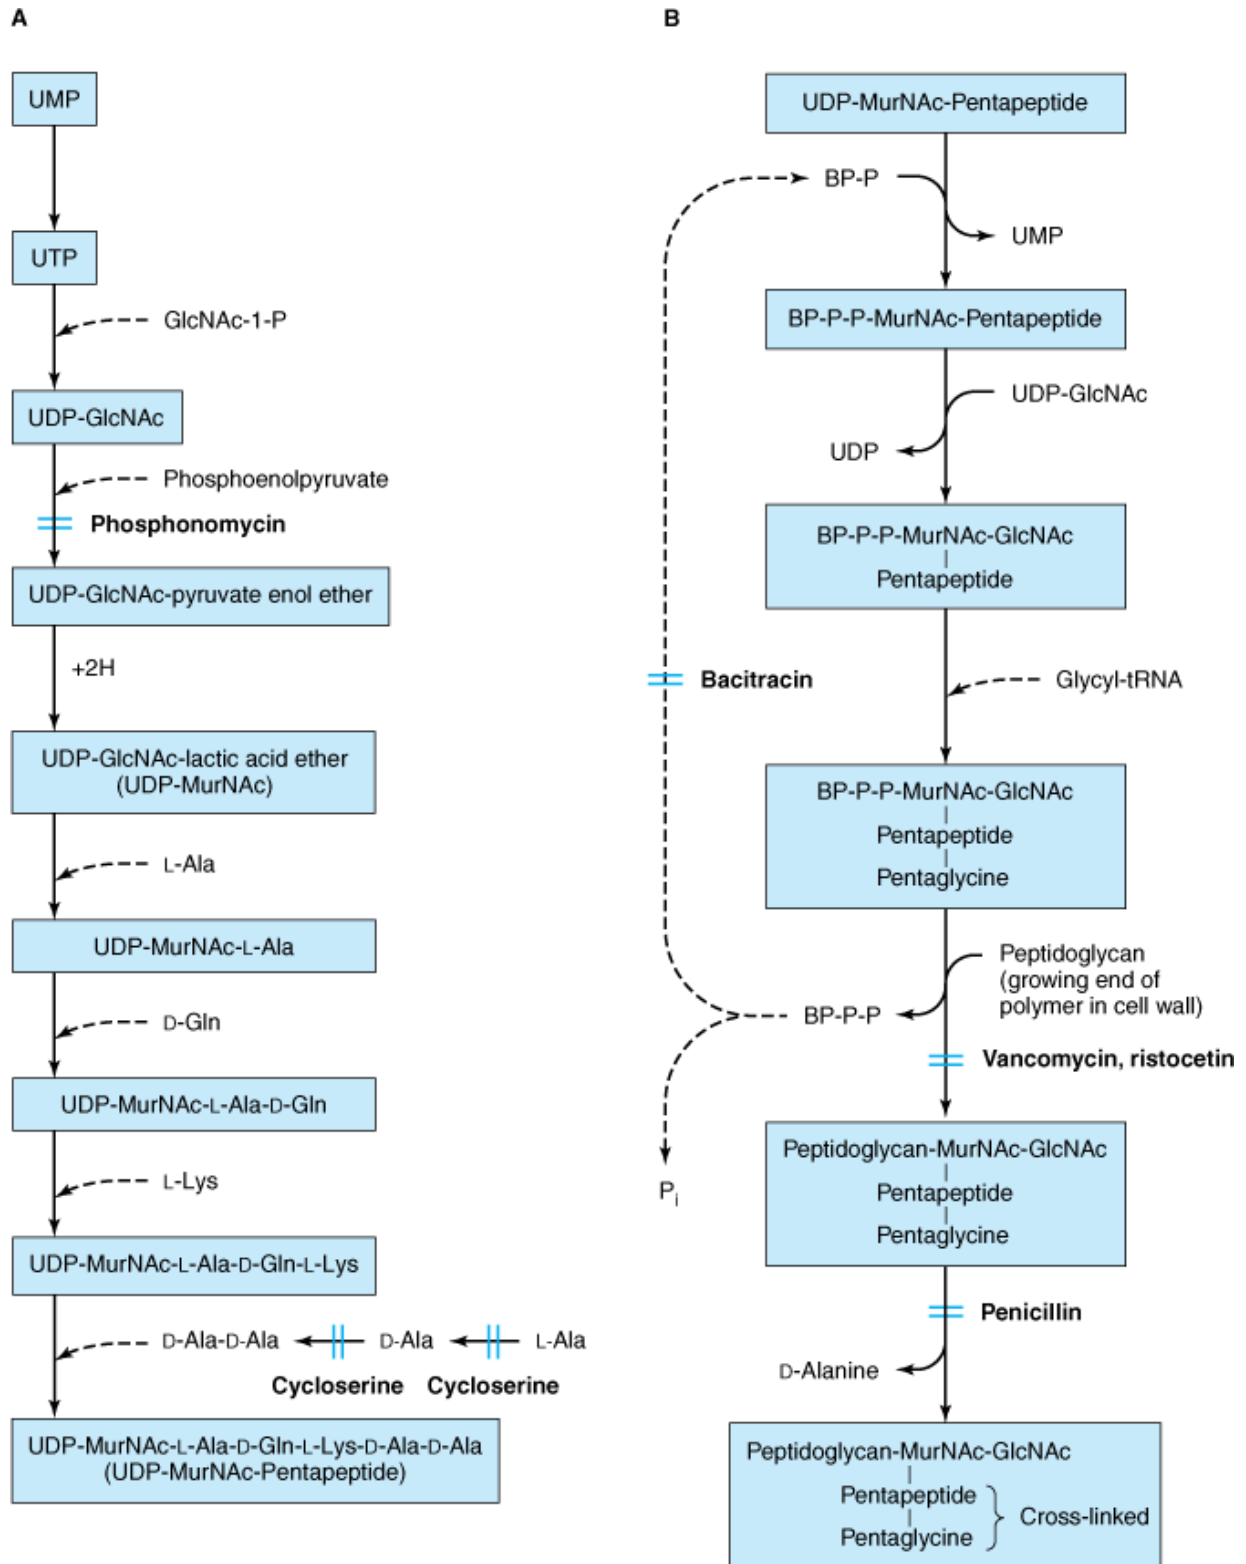 A
UMP
UTP
GlcNAc-1-P
UDP-GlcNAc
Phosphoenolpyruvate
Phosphonomycin
UDP-GlcNAc-pyruvate enol ether
+2H
UDP-GlcNAc-lactic acid ether
(UDP-MurNAc)
L-Ala
UDP-MurNAc-L-Ala
D-Gln
UDP-MurNAc-L-Ala-D-Gln
L-Lys
UDP-MurNAc-L-Ala-D-Gln-L-Lys
D-Ala-D-Ala D-Ala L-Ala
Cycloserine Cycloserine
UDP-MurNAc-L-Ala-D-Gln-L-Lys-D-Ala-D-Ala
(UDP-MurNAc-Pentapeptide)
B
UDP-MurNAc-Pentapeptide
BP-P
UMP
BP-P-P-MurNAc-Pentapeptide
UDP-GlcNAc
UDP
BP-P-P-MurNAc-GlcNAc
Pentapeptide
Bacitracin
Glycyl-tRNA
BP-P-P-MurNAc-GlcNAc
Pentapeptide
Pentaglycine
Peptidoglycan
(growing end of
polymer in cell wall)
BP-P-P
Vancomycin, ristocetin
Peptidoglycan-MurNAc-GlcNAc
Pentapeptide
Pentaglycine
Pi
Penicillin
D-Alanine
Peptidoglycan-MurNAc-GlcNAc
Pentapeptide
Pentaglycine
Cross-linked